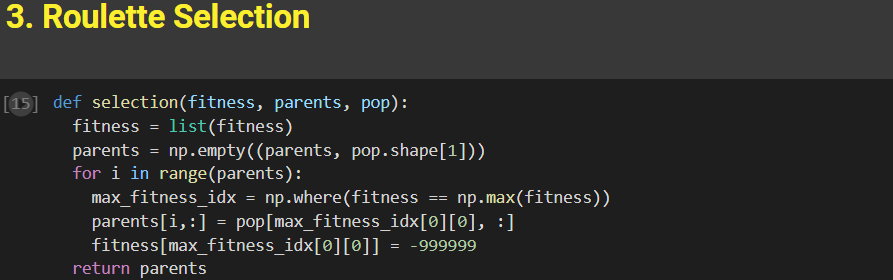 3. Roulette Selection
[15] def selection(fitness, parents, pop):
  fitness = list(fitness)
  parents = np.empty((parents, pop.shape[1]))
  for i in range(parents):
    max_fitness_idx = np.where(fitness == np.max(fitness))
    parents[i,:] = pop[max_fitness_idx[0][0], :]
    fitness[max_fitness_idx[0][0]] = -999999
  return parents